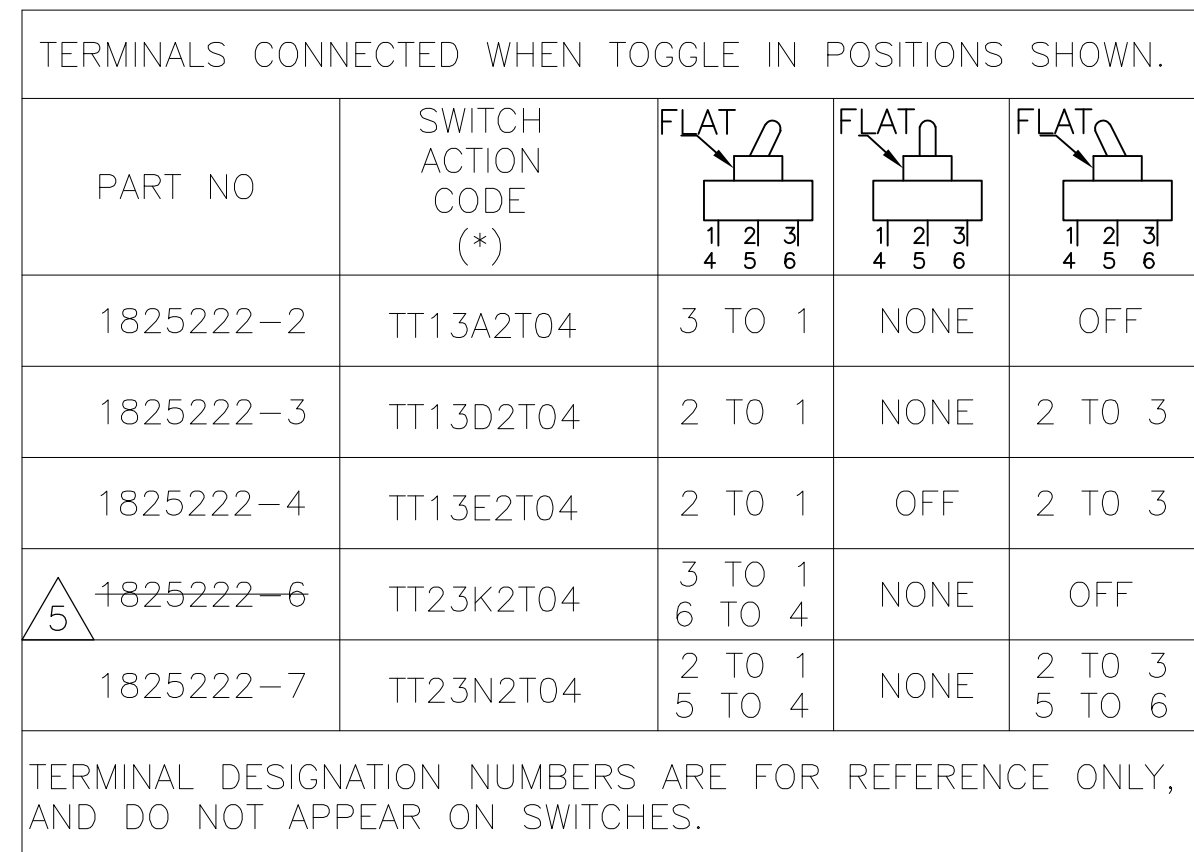 TERMINALS CONNECTED WHEN TOGGLE IN POSITIONS SHOWN.
PART NO
SWITCH
ACTION
CODE
(*)
FLAT
1 2 3
4 5 6
FLAT
1 2 3
4 5 6
FLAT
1 2 3
4 5 6
1825222-2 TT13A2T04 3 TO 1 NONE OFF
1825222-3 TT13D2T04 2 TO 1 NONE 2 TO 3
1825222-4 TT13E2T04 2 TO 1 OFF 2 TO 3
5 1825222-6 TT23K2T04 3 TO 1 NONE OFF
6 TO 4
1825222-7 TT23N2T04 2 TO 1 NONE 2 TO 3
5 TO 4 5 TO 6
TERMINAL DESIGNATION NUMBERS ARE FOR REFERENCE ONLY,
AND DO NOT APPEAR ON SWITCHES.